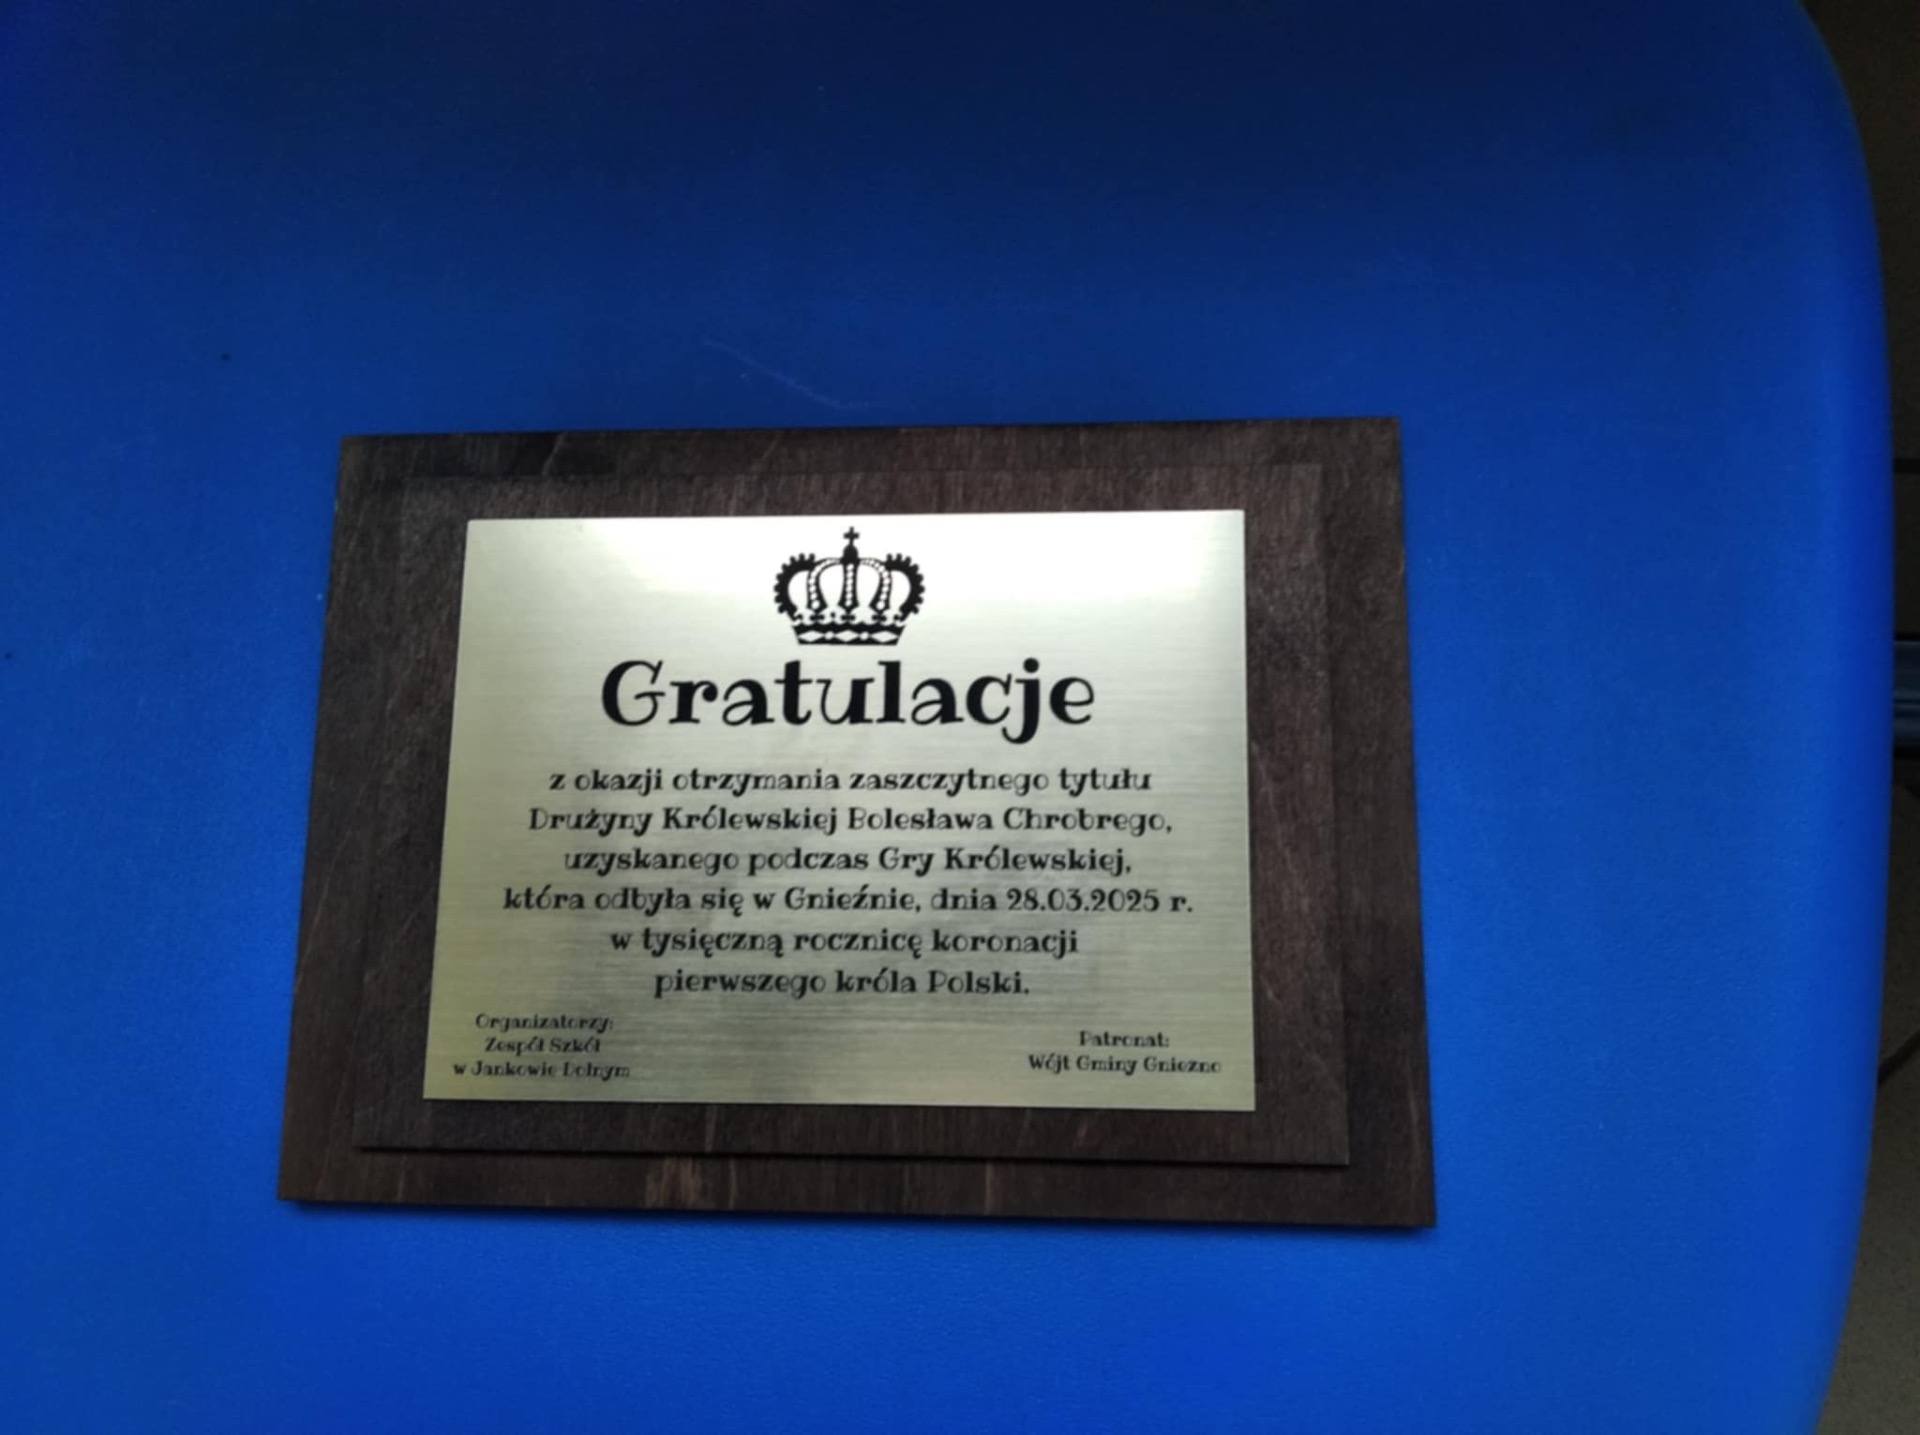 Gratulacje
z okazji otrzymania zaszczytnego tytułu
Drużyny Królewskiej Bolesława Chrobrego,
uzyskanego podczas Gry Królewskiej,
która odbyła się w Gnieźnie, dnia 28.03.2025 r.
w tysięczną rocznicę koronacji
pierwszego króla Polski.
Organizatorzy:
Zespół Szkół
w Jankowie Dolnym
Patronat:
Wójt Gminy Gniezno